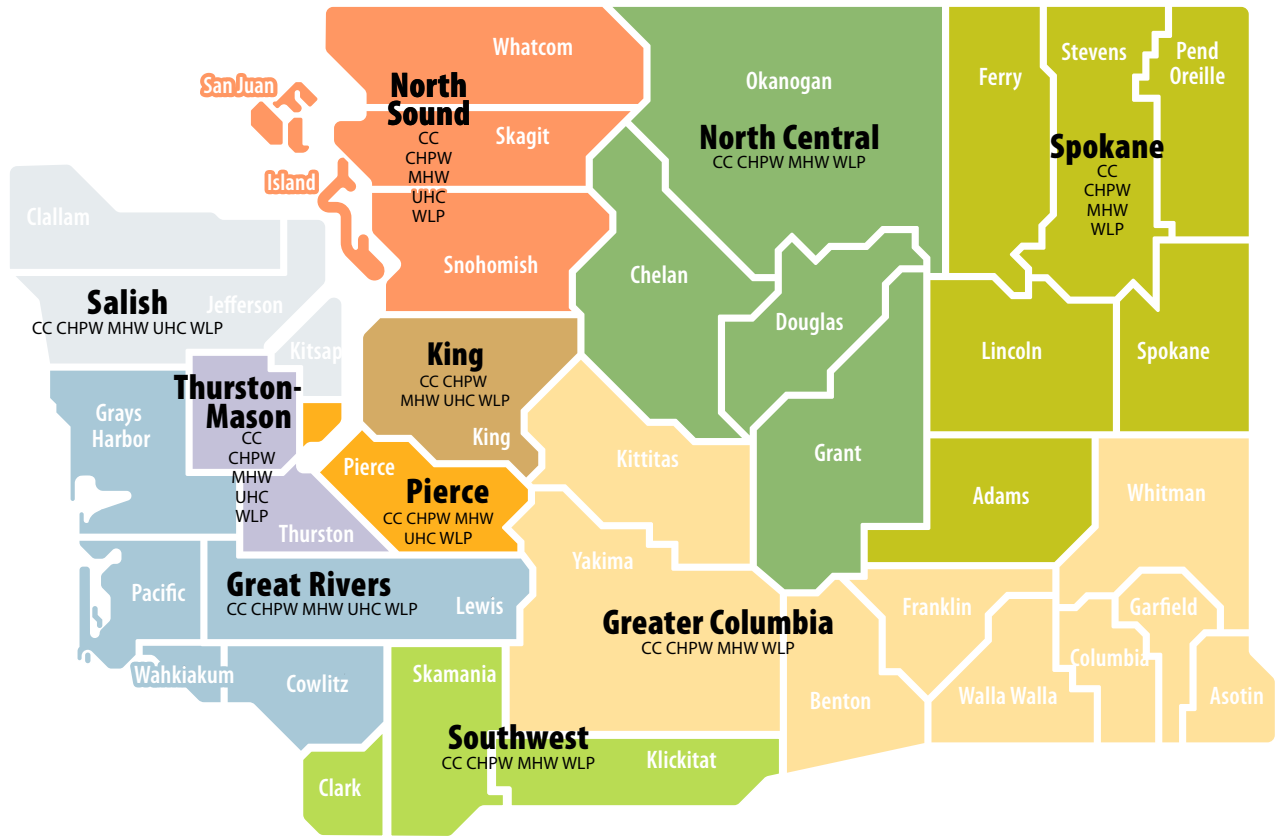 Whatcom
San Juan
North
Sound
CC
CHPW
MHW
UHC
WLP
Skagit
Island
Snohomish
Okanogan
North Central
CC CHPW MHW WLP
Chelan
Douglas
Grant
Ferry
Stevens
Pend
Oreille
Spokane
CC
CHPW
MHW
WLP
Lincoln
Spokane
Adams
Clallam
Salish
CC CHPW MHW UHC WLP
Jefferson
Kitsap
King
CC CHPW
MHW UHC WLP
King
Thurston-
Mason
CC
CHPW
MHW
UHC
WLP
Thurston
Grays
Harbor
Pierce
Pierce
CC CHPW MHW
UHC WLP
Kittitas
Yakima
Whitman
Great Rivers
CC CHPW MHW UHC WLP
Pacific
Lewis
Wahkiakum
Cowlitz
Greater Columbia
CC CHPW MHW WLP
Franklin
Garfield
Columbia
Benton
Walla Walla
Asotin
Skamania
Southwest
CC CHPW MHW WLP
Klickitat
Clark